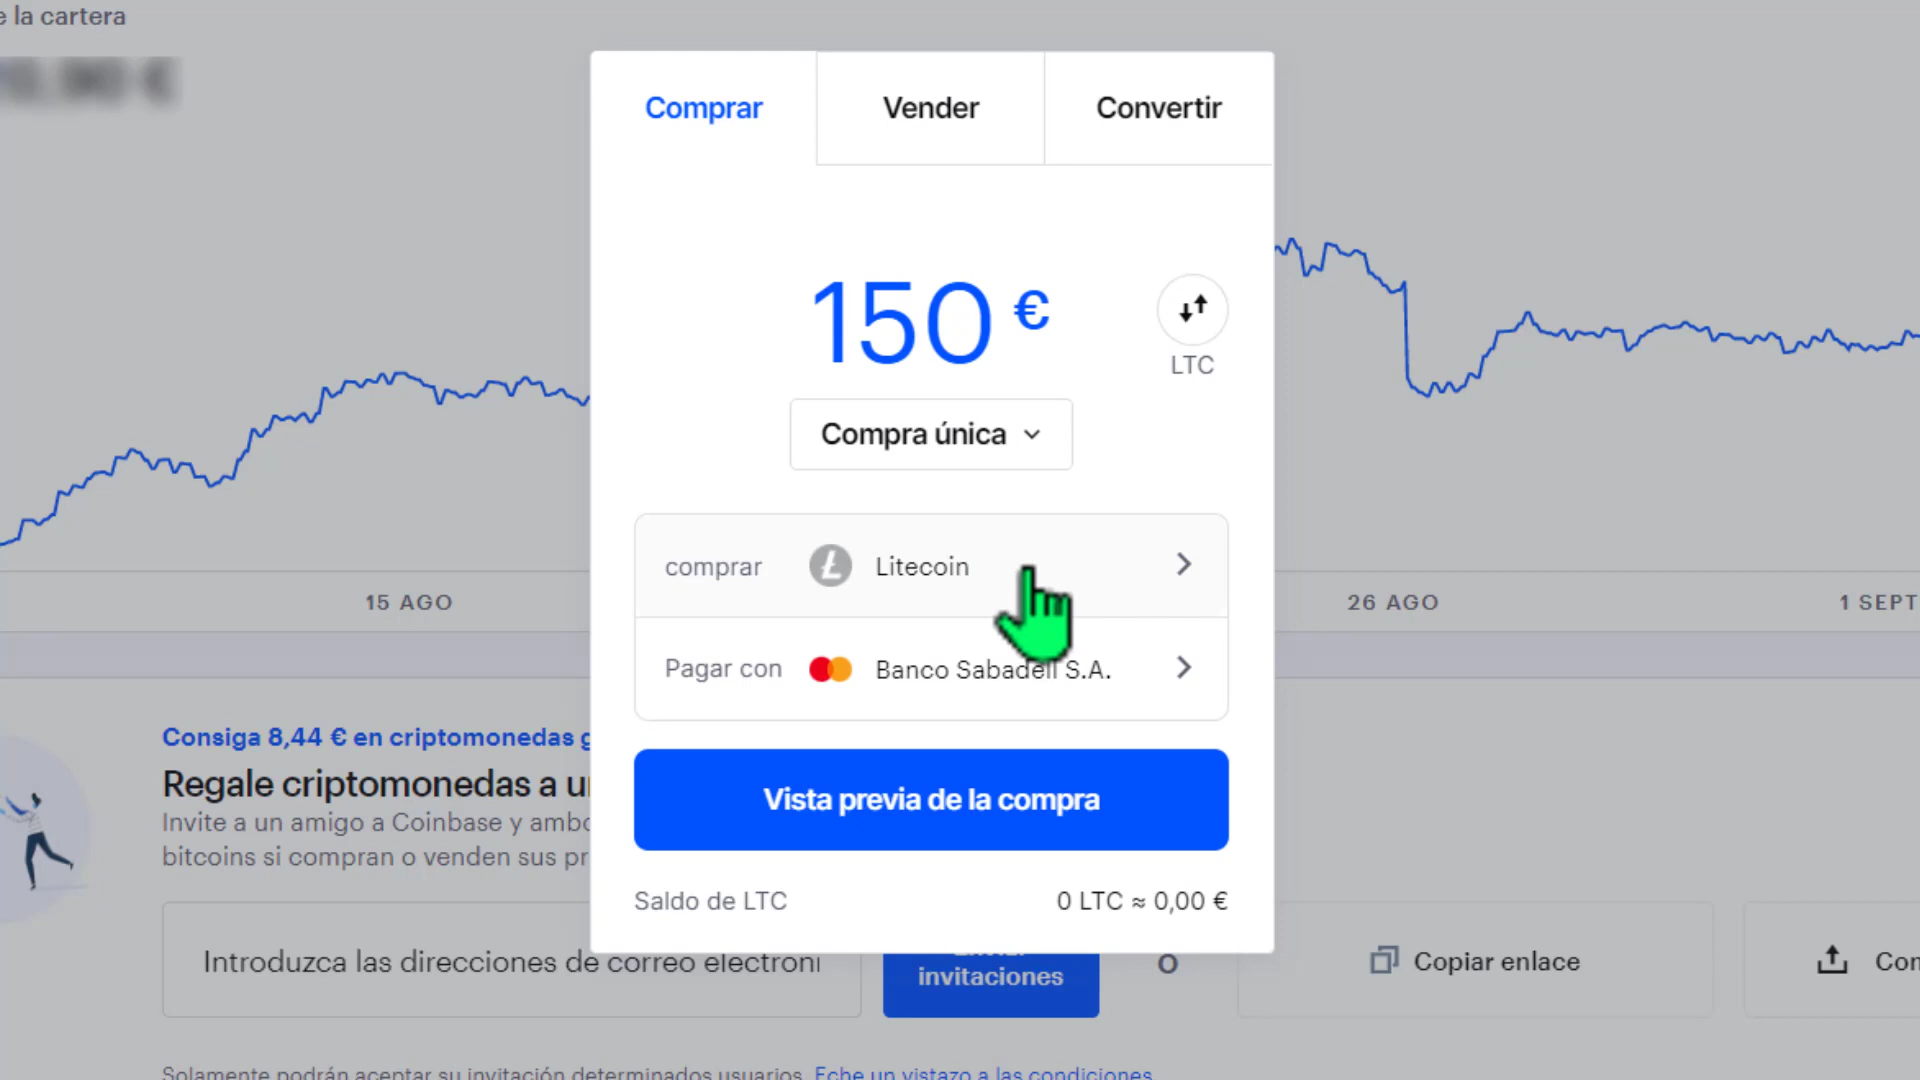 de la cartera
Comprar
Vender
Convertir
150 €
LTC
Compra única
comprar Litecoin
Pagar con Banco Sabadell S.A.
15 AGO
26 AGO
1 SEPT
Vista previa de la compra
Saldo de LTC 0 LTC ≈ 0,00 €
Consiga 8,44 € en criptomonedas
Regale criptomonedas a
Invite a un amigo a Coinbase y
bitcoins si compran o venden sus
Introduzca las direcciones de correo
invitaciones
o
Copiar enlace
Solamente podrán aceptar su invitación determinados usuarios. Eche un vistazo a las condiciones